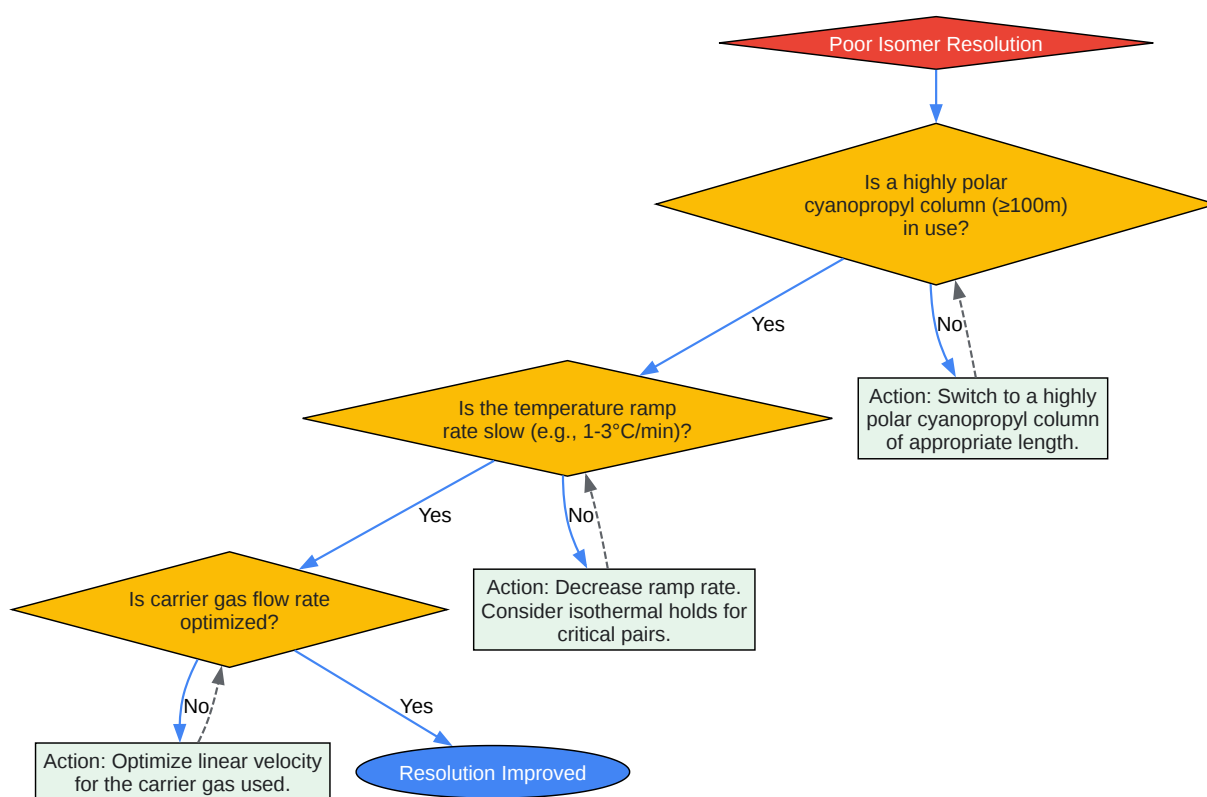 Poor Isomer Resolution
Is a highly polar
cyanopropyl column (≥100m)
in use?
Yes
No
Action: Switch to a highly
polar cyanopropyl column
of appropriate length.
Is the temperature ramp
rate slow (e.g., 1-3°C/min)?
Yes
No
Action: Decrease ramp rate.
Consider isothermal holds for
critical pairs.
Is carrier gas flow rate
optimized?
No
Yes
Action: Optimize linear velocity
for the carrier gas used.
Resolution Improved